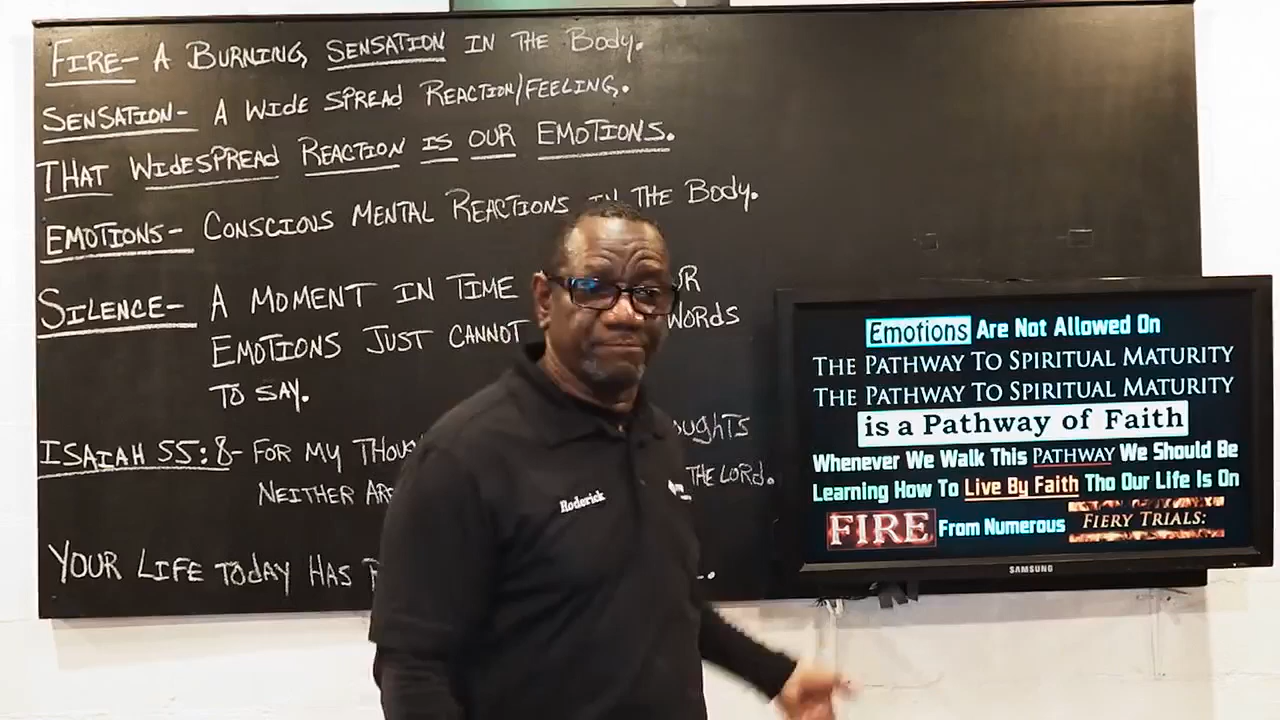 FIRE- A BURNING SENSATION IN THE BODY.
SENSATION- A WIDE SPREAD REACTION/FEELING.
THAT WIDESPREAD REACTION IS OUR EMOTIONS.
EMOTIONS- CONSCIOUS MENTAL REACTIONS IN THE BODY.
SILENCE- A MOMENT IN TIME
EMOTIONS JUST CANNOT WORDS
TO SAY.
ISAIAH 55:8- FOR MY
NEITHER THE LORD.
YOUR LIFE TODAY HAS
Roderick
Emotions Are Not Allowed On
THE PATHWAY TO SPIRITUAL MATURITY
THE PATHWAY TO SPIRITUAL MATURITY
is a Pathway of Faith
Whenever We Walk This PATHWAY We Should Be
Learning How To Live By Faith Tho Our Life Is On
FIRE From Numerous FIERY TRIALS:
SAMSUNG